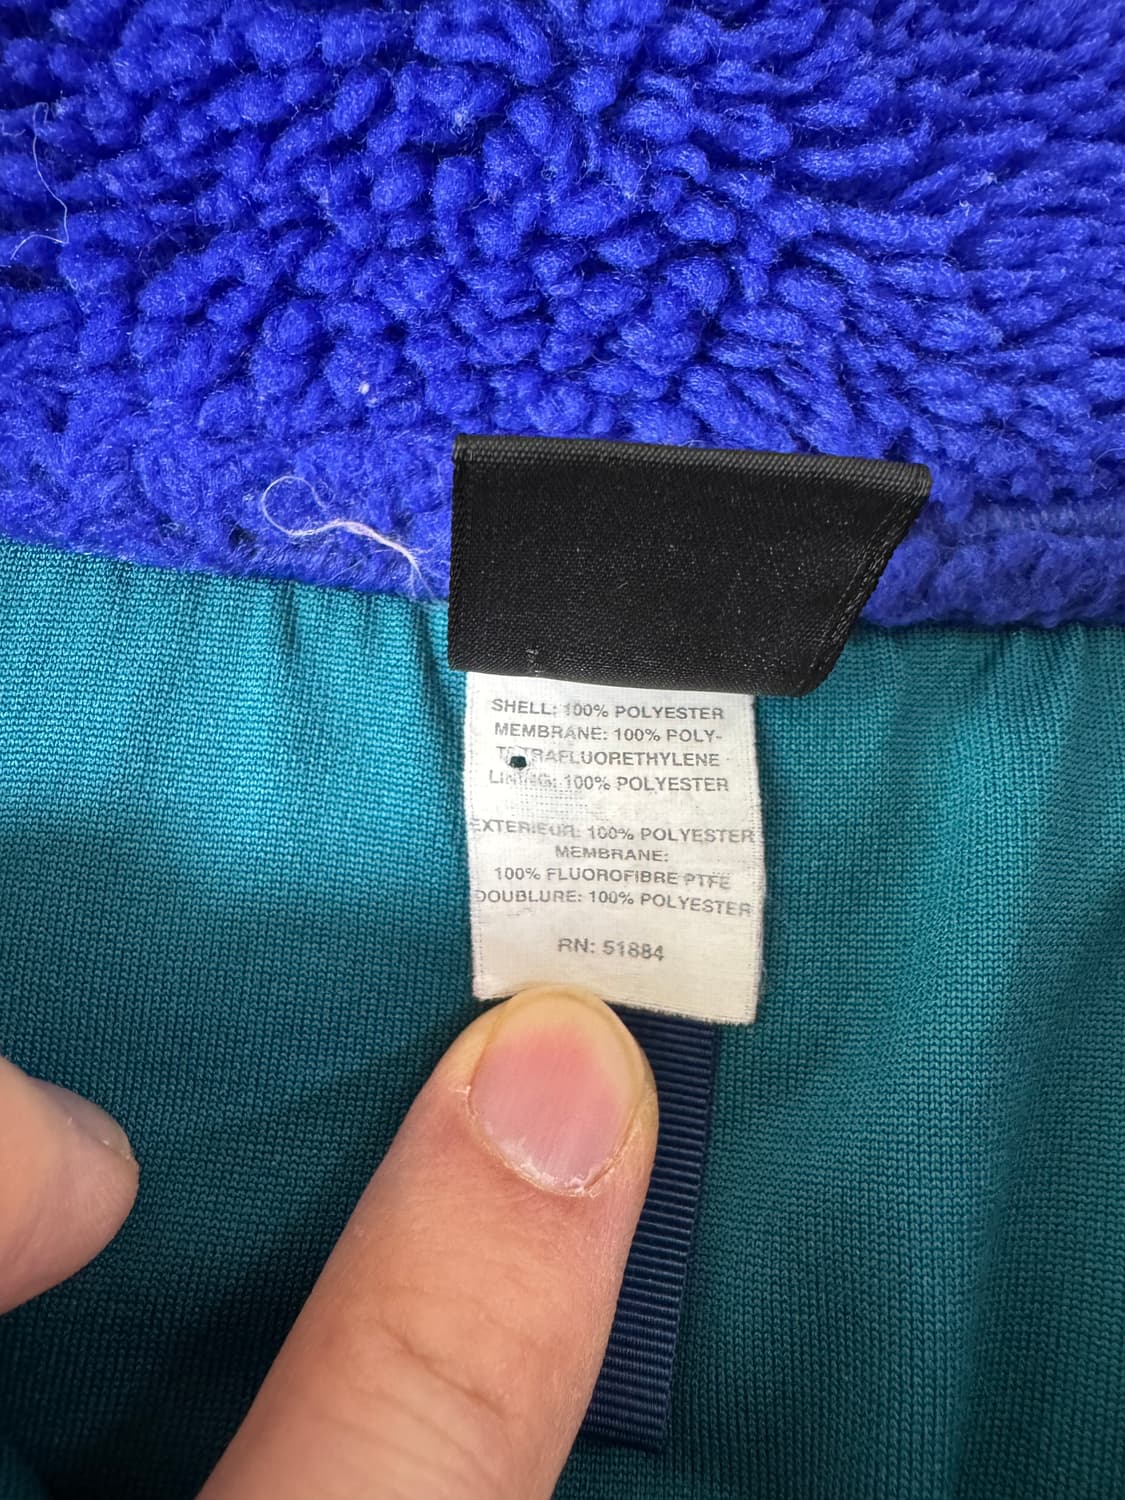 SHELL: 100% POLYESTER
MEMBRANE: 100% POLY-
TETRAFLUORETHYLENE
LINING: 100% POLYESTER
EXTERIEUR: 100% POLYESTER
MEMBRANE:
100% FLUOROFIBRE PTFE
DOUBLURE: 100% POLYESTER
RN: 51884